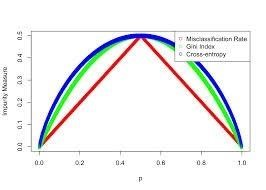 Misclassification Rate
Gini Index
Cross-entropy
Impurity Measure
0.5
0.4
0.3
0.2
0.1
0.0
0.0 0.2 0.4 0.6 0.8 1.0
p